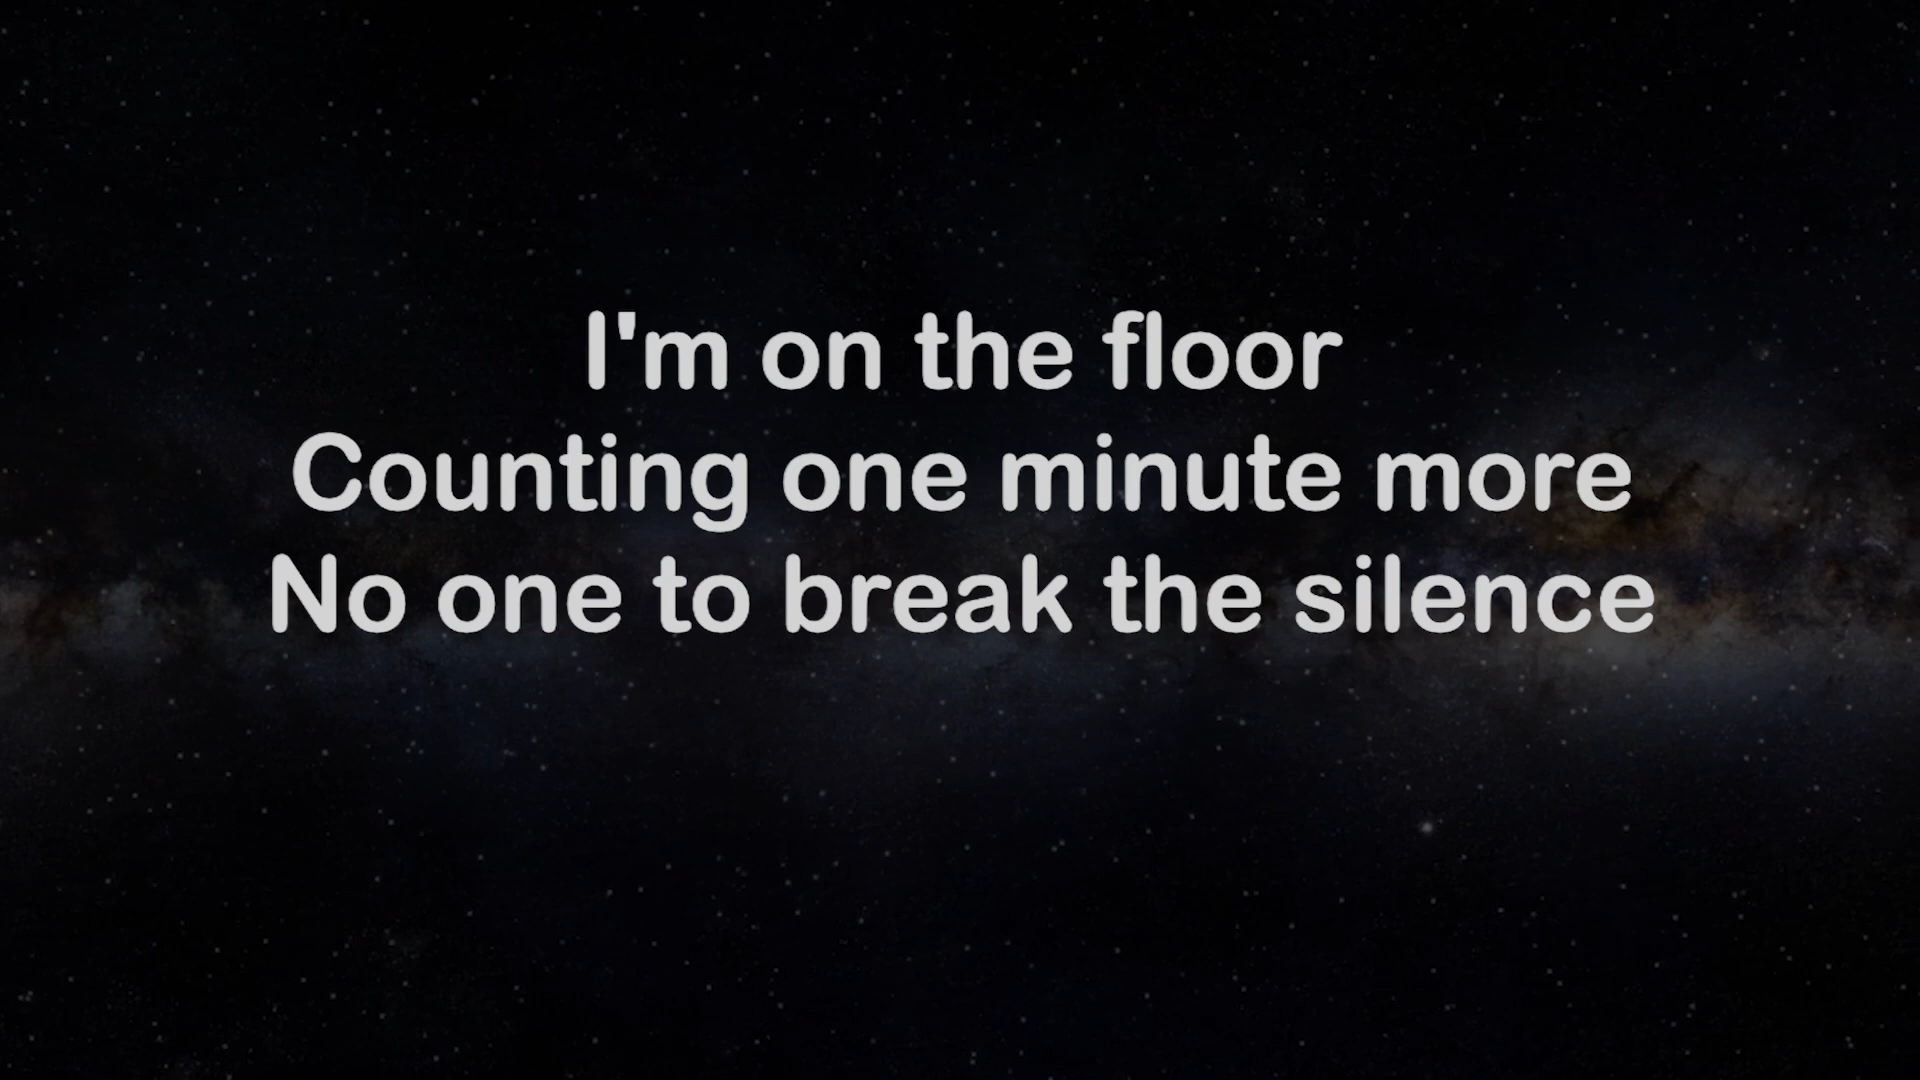 I'm on the floor
Counting one minute more
No one to break the silence